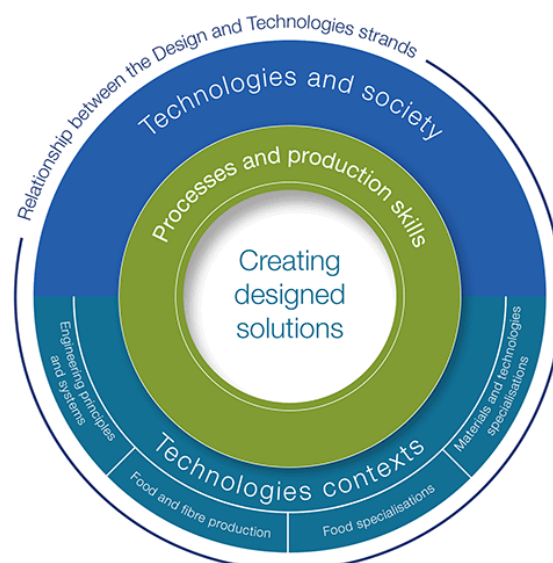 Relationship between the Design and Technologies strands
Technologies and society
Processes and production skills
Creating
designed
solutions
Technologies contexts
Engineering principles
and systems
Food and fibre production
Food specialisations
Materials and technologies
specialisations